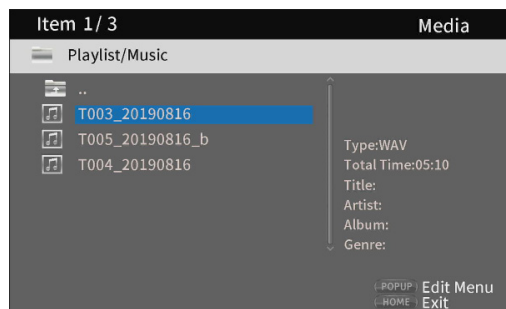 Item 1/3
Media
Playlist/Music
..
T003_20190816
T005_20190816_b
T004_20190816
Type:WAV
Total Time:05:10
Title:
Artist:
Album:
Genre:
POPUP Edit Menu
HOME Exit